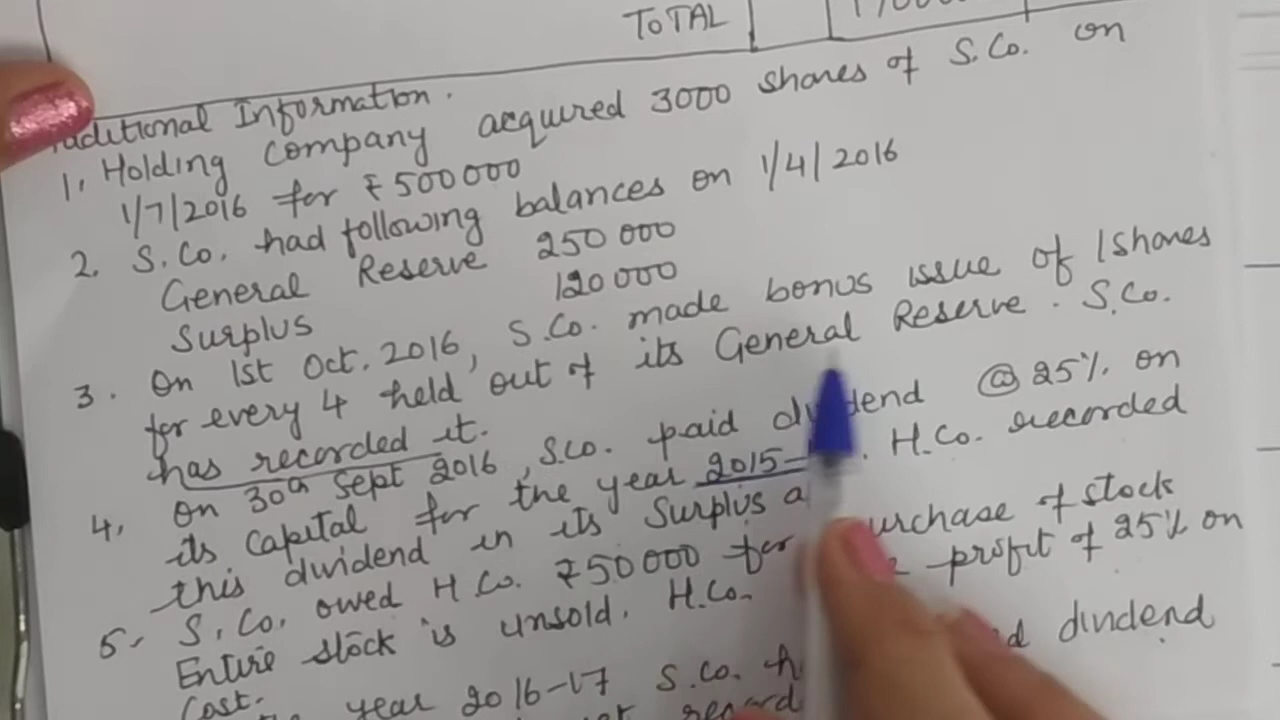 TOTAL
Additional Information.
1. Holding Company acquired 3000 shares of S.Co. on
1/7/2016 for ₹500000
2. S.Co. had following balances on 1/4/2016
General Reserve 250000
Surplus 120000
3. On 1st Oct. 2016, S.Co. made bonus issue of 1 shares
for every 4 held out of its General Reserve. S.Co.
has recorded it.
4. On 30th Sept 2016, S.Co. paid dividend @ 25% on
its capital for the year 2015- . H.Co. recorded
this dividend in its Surplus
5. S.Co. owed H Co. ₹50000 for purchase of stock
Entire stock is unsold. H.Co. profit of 25% on
Cost.
year 2016-17 S.Co. dividend